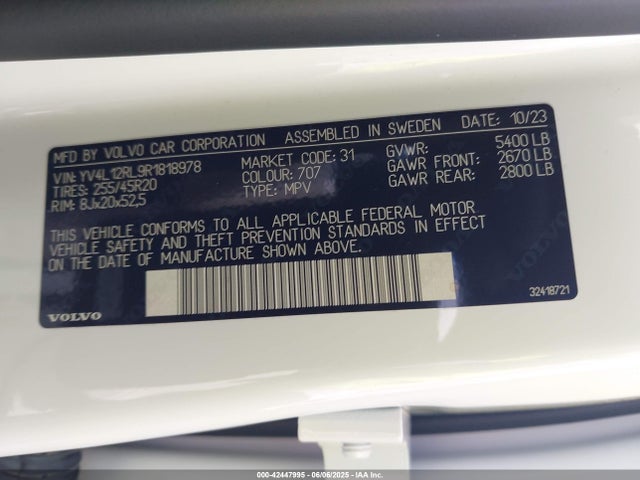 MFD BY VOLVO CAR CORPORATION ASSEMBLED IN SWEDEN DATE: 10/23
VIN: YV4L12RL9R1818978 MARKET CODE: 31 GVWR: 5400 LB
TIRES: 255/45R20 COLOUR: 707 GAWR FRONT: 2670 LB
RIM: 8Jx20x52,5 TYPE: MPV GAWR REAR: 2800 LB
THIS VEHICLE CONFORMS TO ALL APPLICABLE FEDERAL MOTOR
VEHICLE SAFETY AND THEFT PREVENTION STANDARDS IN EFFECT
ON THE DATE OF MANUFACTURE SHOWN ABOVE.
VOLVO
32418721
000-42447995 06/06/2025 - IAA Inc.